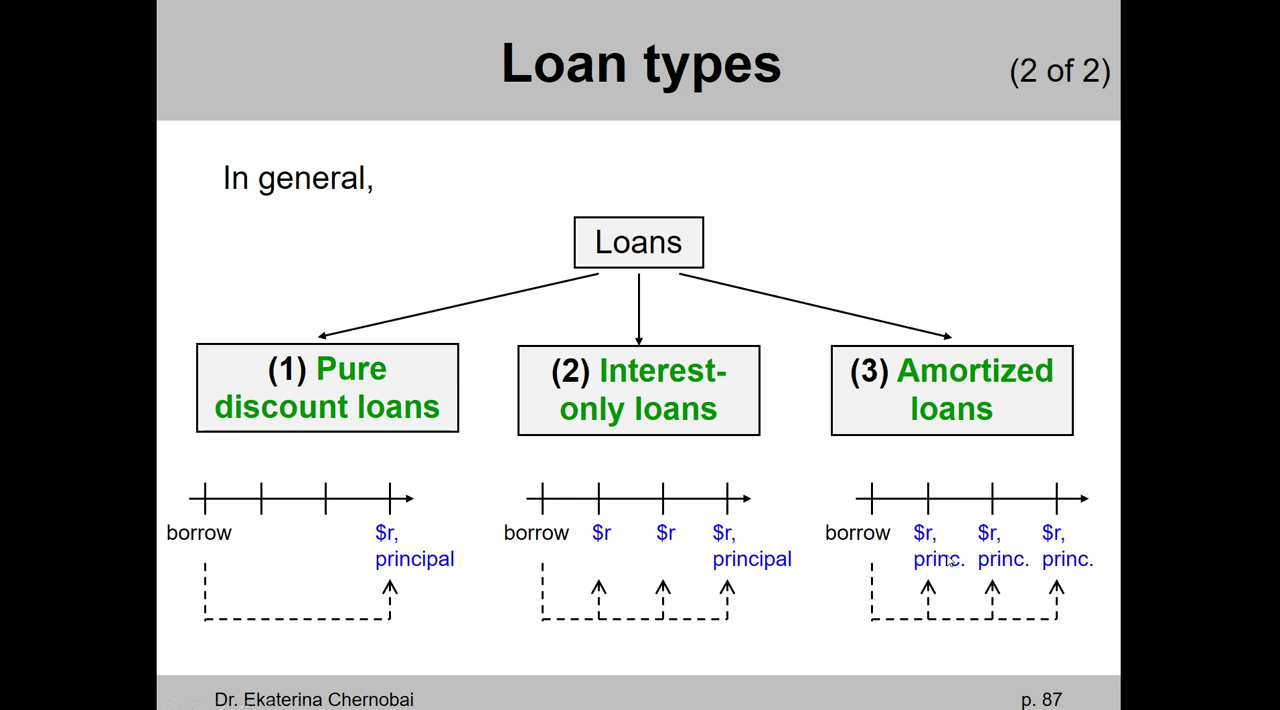 Loan types
(2 of 2)
In general,
Loans
(1) Pure
discount loans
(2) Interest-
only loans
(3) Amortized
loans
borrow
$r,
principal
borrow
$r
$r
$r,
principal
borrow
$r,
princ.
$r,
princ.
$r,
princ.
Dr. Ekaterina Chernobai
p. 87